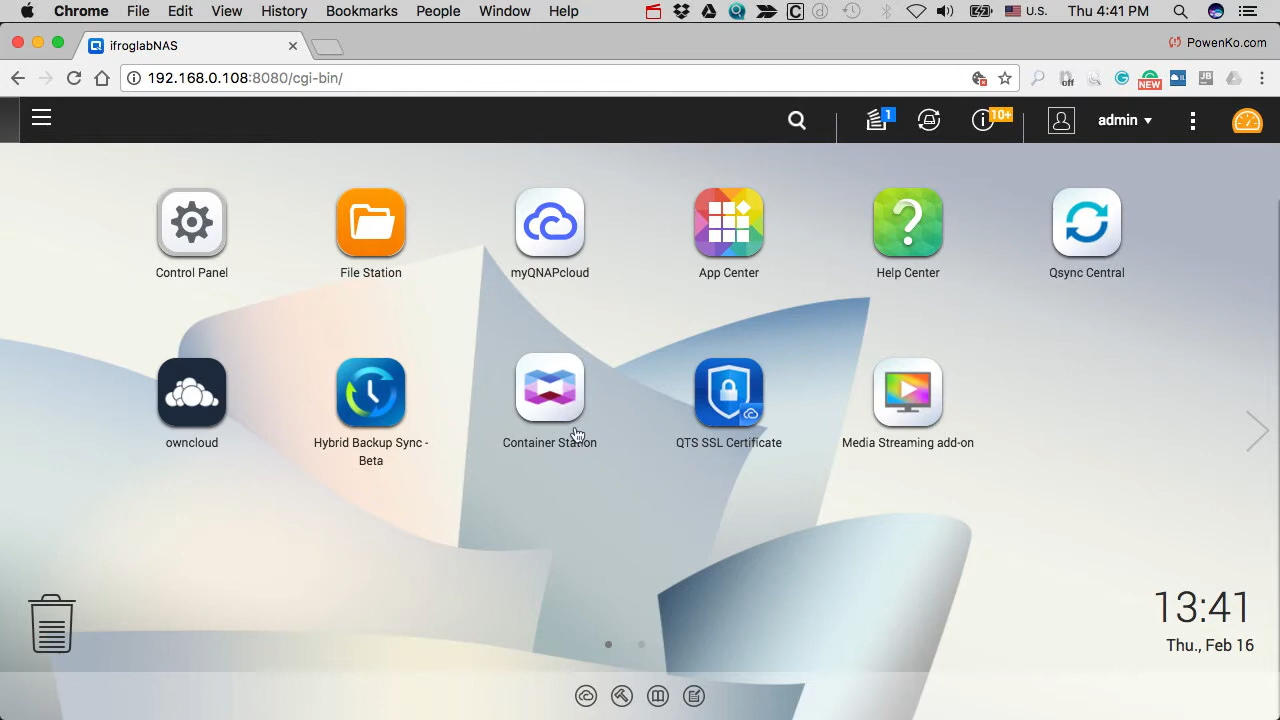 Chrome File Edit View History Bookmarks People Window Help U.S. Thu 4:41 PM
ifroglabNAS PowenKo.com
192.168.0.108:8080/cgi-bin/ off NEW IL JB
1 10+ admin
Control Panel File Station myQNAPcloud App Center Help Center Qsync Central
owncloud Hybrid Backup Sync - Beta Container Station QTS SSL Certificate Media Streaming add-on
13:41
Thu., Feb 16